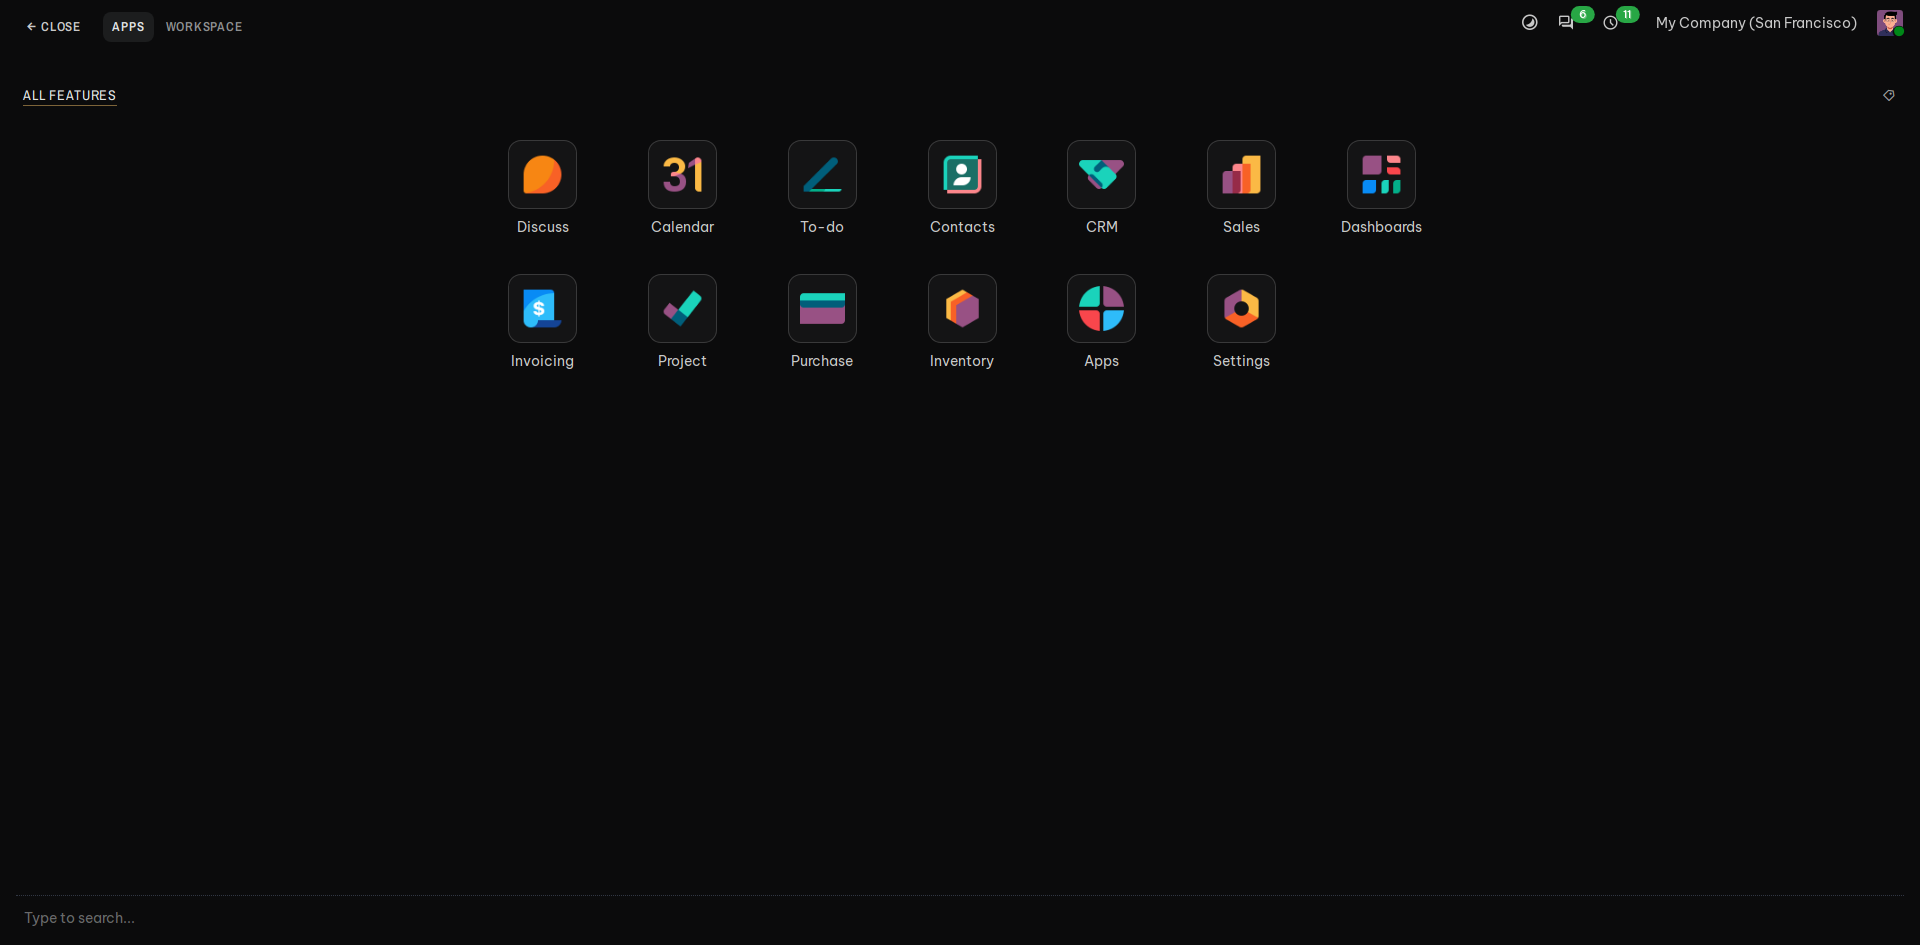 CLOSE
APPS
WORKSPACE
6
11
My Company (San Francisco)
ALL FEATURES
31
Discuss
Calendar
To-do
Contacts
CRM
Sales
Dashboards
$
Invoicing
Project
Purchase
Inventory
Apps
Settings
Type to search...